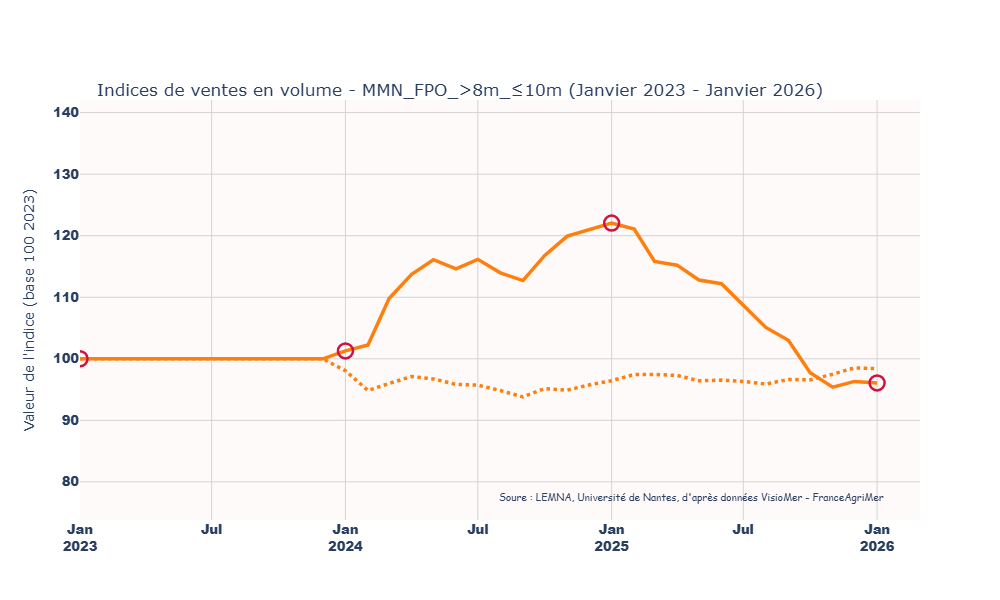 Indices de ventes en volume - MMN_FPO_>8m_≤10m (Janvier 2023 - Janvier 2026)
Valeur de l'indice (base 100 2023)
140
130
120
110
100
90
80
Soure : LEMNA, Université de Nantes, d'après données VisioMer - FranceAgriMer
Jan Jul Jan Jul Jan Jul Jan
2023 2024 2025 2026